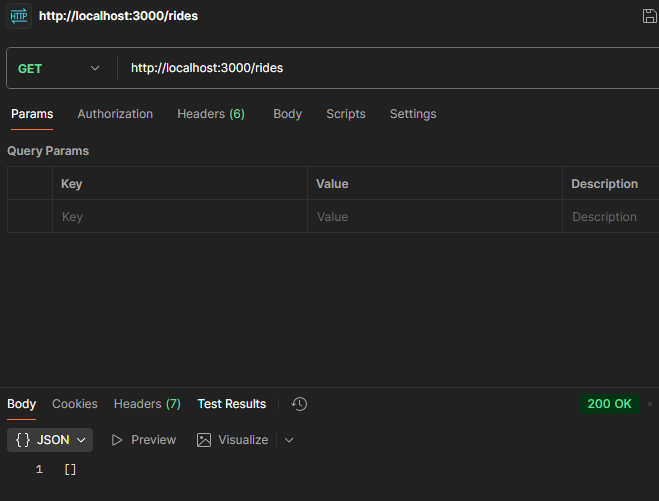 HTTP http://localhost:3000/rides
GET http://localhost:3000/rides
Params Authorization Headers (6) Body Scripts Settings
Query Params
Key Value Description
Key Value Description
Body Cookies Headers (7) Test Results 200 OK
{} JSON Preview Visualize
1 []